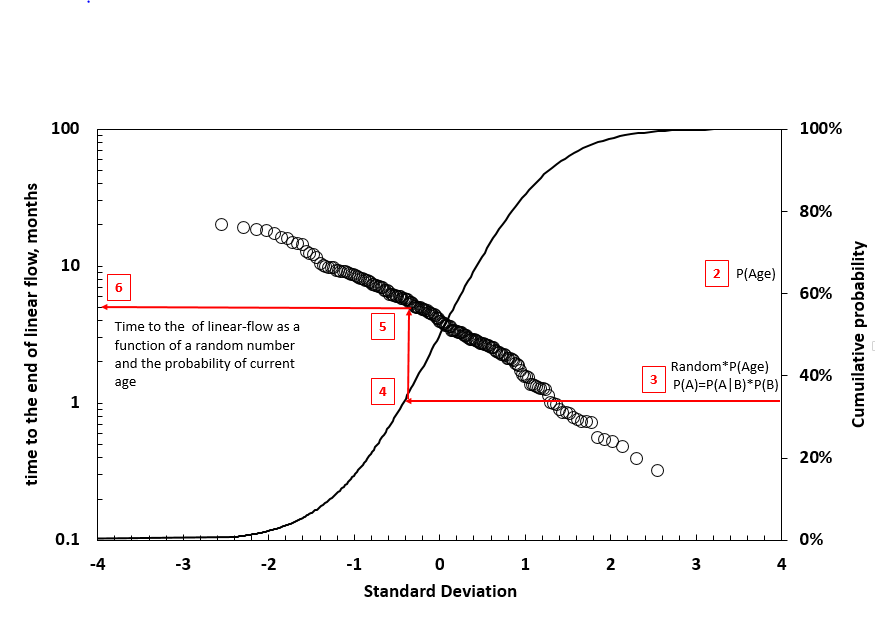 100
10
1
0.1
time to the end of linear flow, months
100%
80%
60%
40%
20%
0%
Cumuilative probability
-4
-3
-2
-1
0
1
2
3
4
Standard Deviation
2
P(Age)
6
5
Time to the  of linear-flow as a
function of a random number
and the probability of current
age
3
Random*P(Age)
P(A)=P(A|B)*P(B)
4